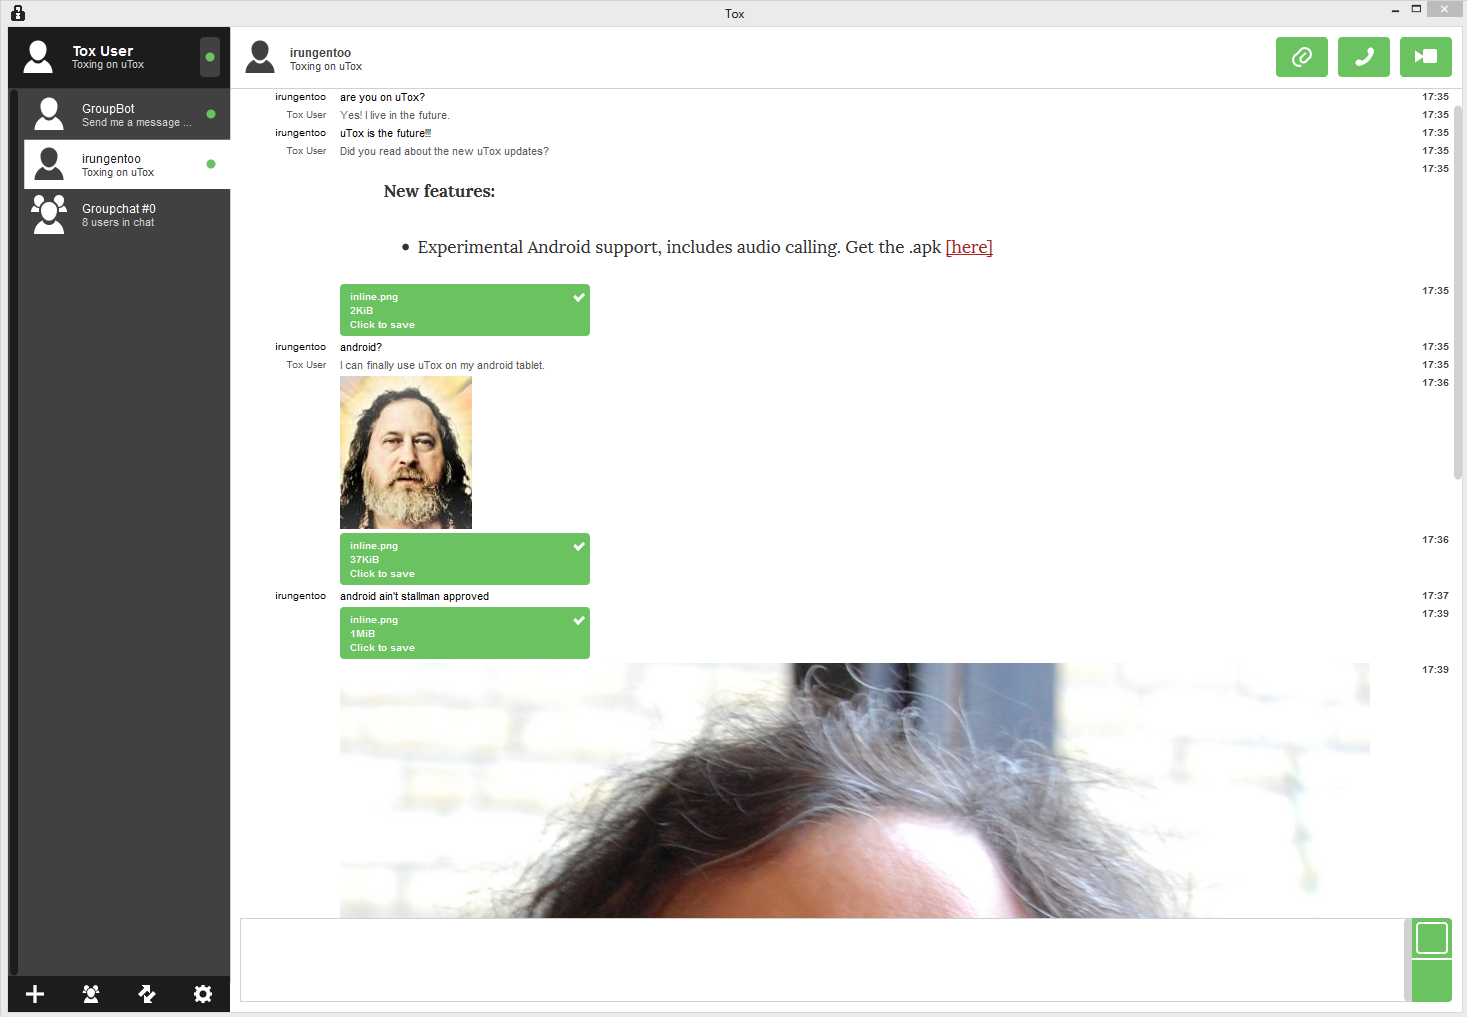 Tox
Tox User
Toxing on uTox
GroupBot
Send me a message ...
irungentoo
Toxing on uTox
Groupchat #0
8 users in chat
irungentoo
Toxing on uTox
irungentoo are you on uTox? 17:35
Tox User Yes! I live in the future. 17:35
irungentoo uTox is the future 17:35
Tox User Did you read about the new uTox updates? 17:35
17:35
New features:
• Experimental Android support, includes audio calling. Get the .apk [here]
inline.png 17:35
2KiB
Click to save
irungentoo android? 17:35
Tox User I can finally use uTox on my android tablet. 17:35
17:36
inline.png 17:36
37KiB
Click to save
irungentoo android ain't stallman approved 17:37
inline.png 17:39
1MiB
Click to save
17:39